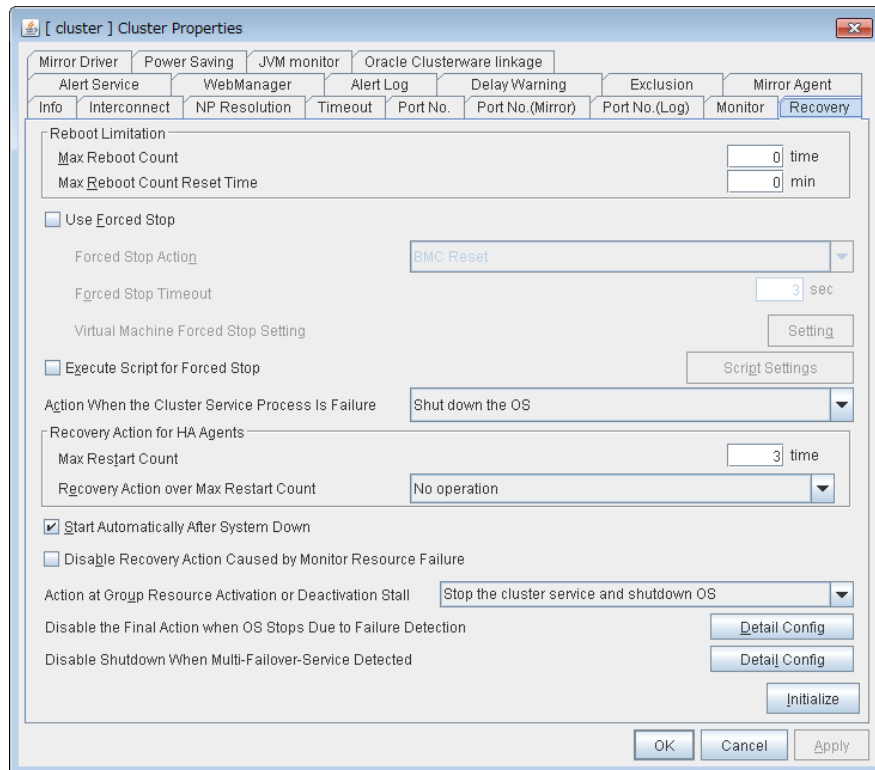 [ cluster ] Cluster Properties
Mirror Driver Power Saving JVM monitor Oracle Clusterware linkage
Alert Service WebManager Alert Log Delay Warning Exclusion Mirror Agent
Info Interconnect NP Resolution Timeout Port No. Port No.(Mirror) Port No.(Log) Monitor Recovery
Reboot Limitation
Max Reboot Count 0 time
Max Reboot Count Reset Time 0 min
Use Forced Stop
Forced Stop Action BMC Reset
Forced Stop Timeout 3 sec
Virtual Machine Forced Stop Setting Setting
Execute Script for Forced Stop Script Settings
Action When the Cluster Service Process Is Failure Shut down the OS
Recovery Action for HA Agents
Max Restart Count 3 time
Recovery Action over Max Restart Count No operation
Start Automatically After System Down
Disable Recovery Action Caused by Monitor Resource Failure
Action at Group Resource Activation or Deactivation Stall Stop the cluster service and shutdown OS
Disable the Final Action when OS Stops Due to Failure Detection Detail Config
Disable Shutdown When Multi-Failover-Service Detected Detail Config
Initialize
OK Cancel Apply